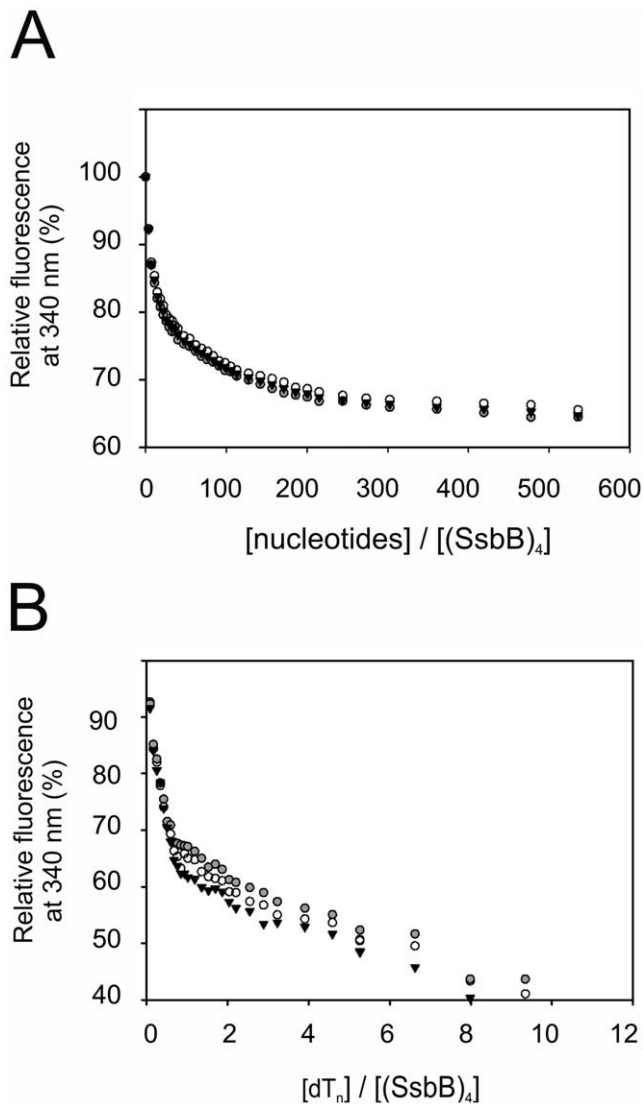 A
Relative fluorescence
at 340 nm (%)
100
90
80
70
60
0 100 200 300 400 500 600
[nucleotides] / [(SsbB)₄]
B
Relative fluorescence
at 340 nm (%)
90
80
70
60
50
40
0 2 4 6 8 10 12
[dTₙ] / [(SsbB)₄]